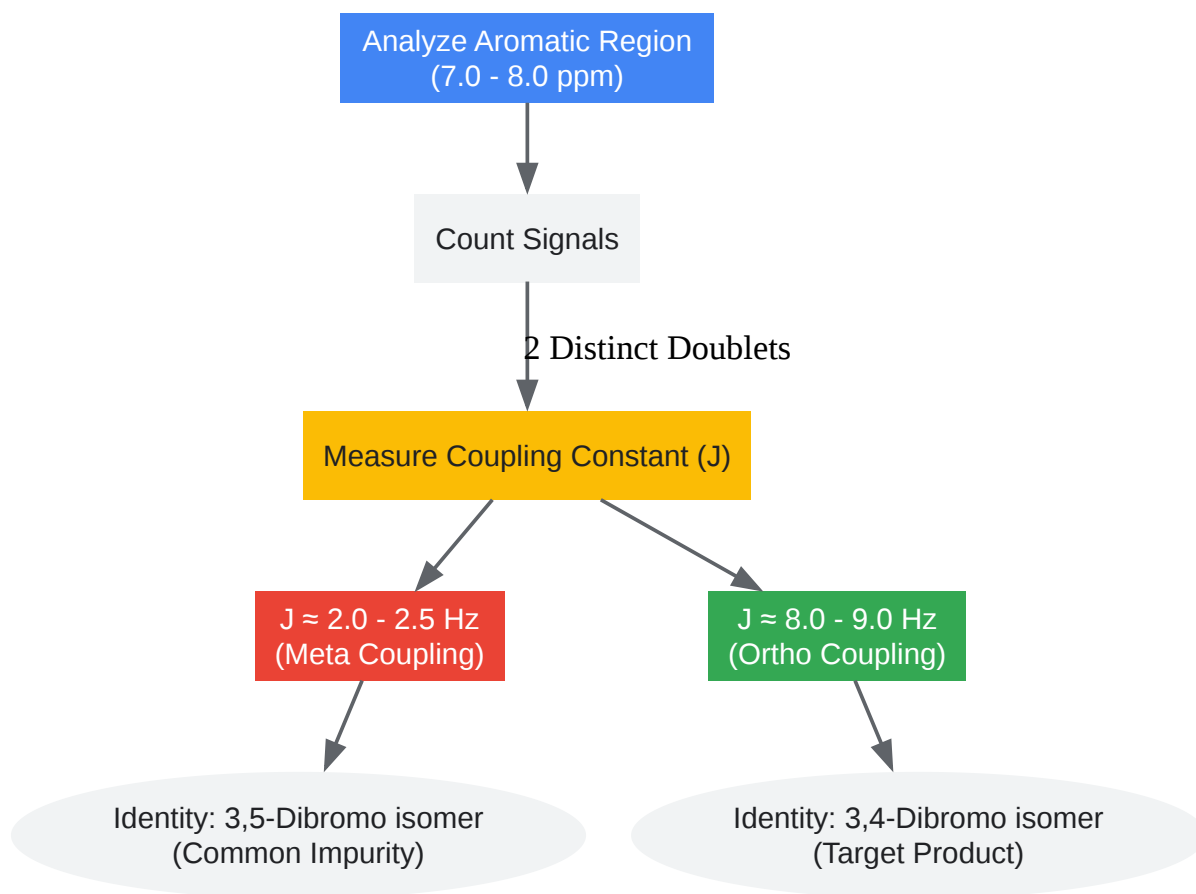 Analyze Aromatic Region
(7.0 - 8.0 ppm)
Count Signals
2 Distinct Doublets
Measure Coupling Constant (J)
J ≈ 2.0 - 2.5 Hz
(Meta Coupling)
J ≈ 8.0 - 9.0 Hz
(Ortho Coupling)
Identity: 3,5-Dibromo isomer
(Common Impurity)
Identity: 3,4-Dibromo isomer
(Target Product)